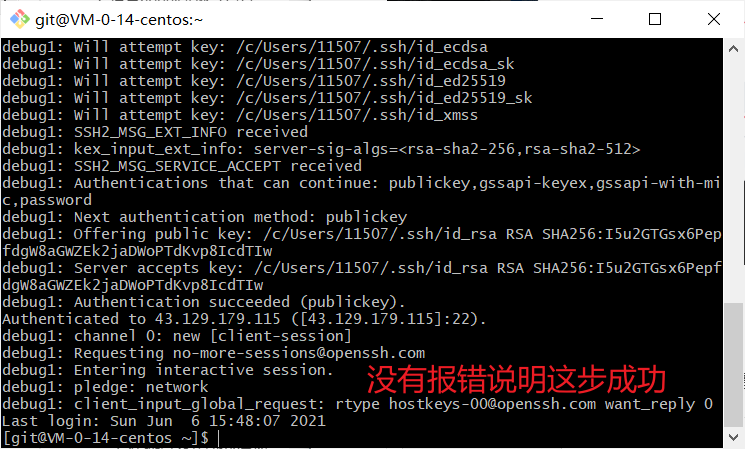 git@VM-0-14-centos:~
debug1: Will attempt key: /c/Users/11507/.ssh/id_ecdsa
debug1: Will attempt key: /c/Users/11507/.ssh/id_ecdsa_sk
debug1: Will attempt key: /c/Users/11507/.ssh/id_ed25519
debug1: Will attempt key: /c/Users/11507/.ssh/id_ed25519_sk
debug1: Will attempt key: /c/Users/11507/.ssh/id_xmss
debug1: SSH2_MSG_EXT_INFO received
debug1: kex_input_ext_info: server-sig-algs=<rsa-sha2-256,rsa-sha2-512>
debug1: SSH2_MSG_SERVICE_ACCEPT received
debug1: Authentications that can continue: publickey,gssapi-keyex,gssapi-with-mi
c,password
debug1: Next authentication method: publickey
debug1: Offering public key: /c/Users/11507/.ssh/id_rsa RSA SHA256:I5u2GTGsx6Pep
fdgW8aGWZEk2jaDWoPTdKvp8IcdTIw
debug1: Server accepts key: /c/Users/11507/.ssh/id_rsa RSA SHA256:I5u2GTGsx6Pepf
dgW8aGWZEk2jaDWoPTdKvp8IcdTIw
debug1: Authentication succeeded (publickey).
Authenticated to 43.129.179.115 ([43.129.179.115]:22).
debug1: channel 0: new [client-session]
debug1: Requesting no-more-sessions@openssh.com
debug1: Entering interactive session.
没有报错说明这步成功
debug1: pledge: network
debug1: client_input_global_request: rtype hostkeys-00@openssh.com want_reply 0
Last login: Sun Jun  6 15:48:07 2021
[git@VM-0-14-centos ~]$